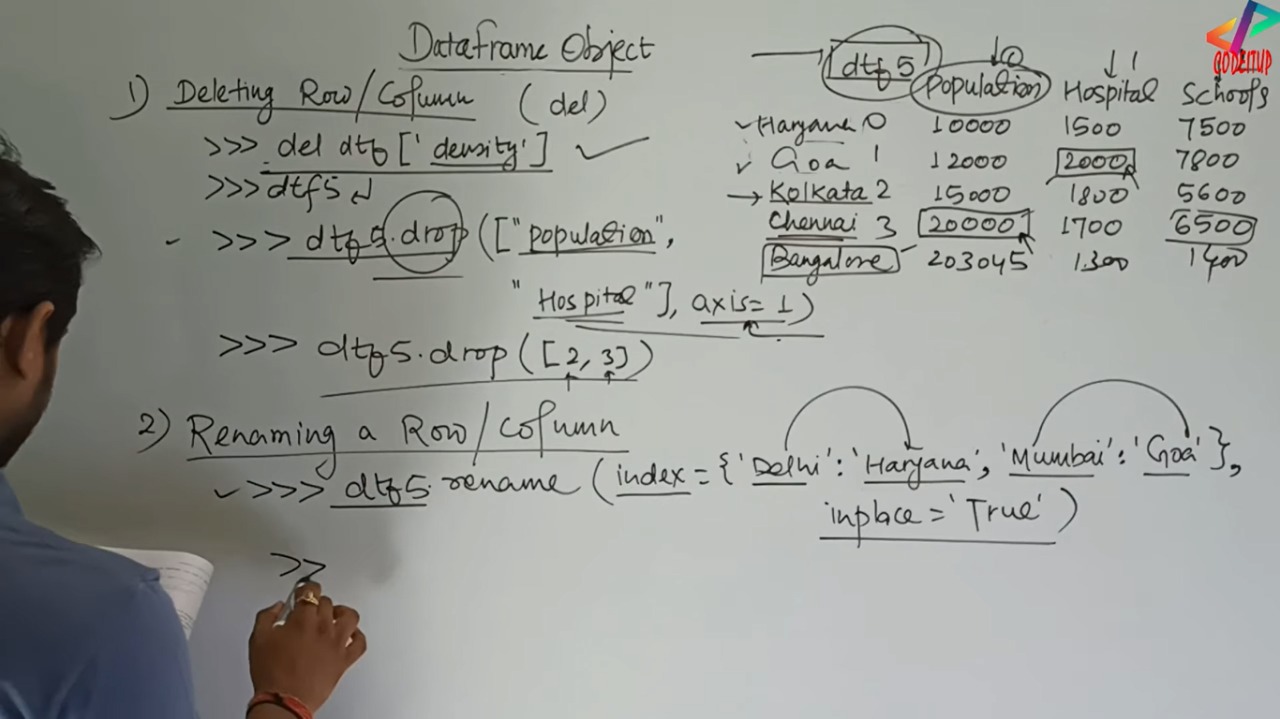 Dataframe Object
1) Deleting Row/Column (del)
>>> del dtf['density']
>>> dtf5
>>> dtf5.drop(["population",
"Hospital"], axis=1)
>>> dtf5.drop([2,3])
2) Renaming a Row/Column
>>> dtf5.rename(index={'Delhi':'Haryana', 'Mumbai':'Goa'},
inplace='True')
>>
dtf5 0 1
Population Hospital Schools
Haryana 0 10000 1500 7500
Goa 1 12000 2000 7800
Kolkata 2 15000 1800 5600
Chennai 3 20000 1700 6500
Bangalore 203045 1300 1400
CODEITUP